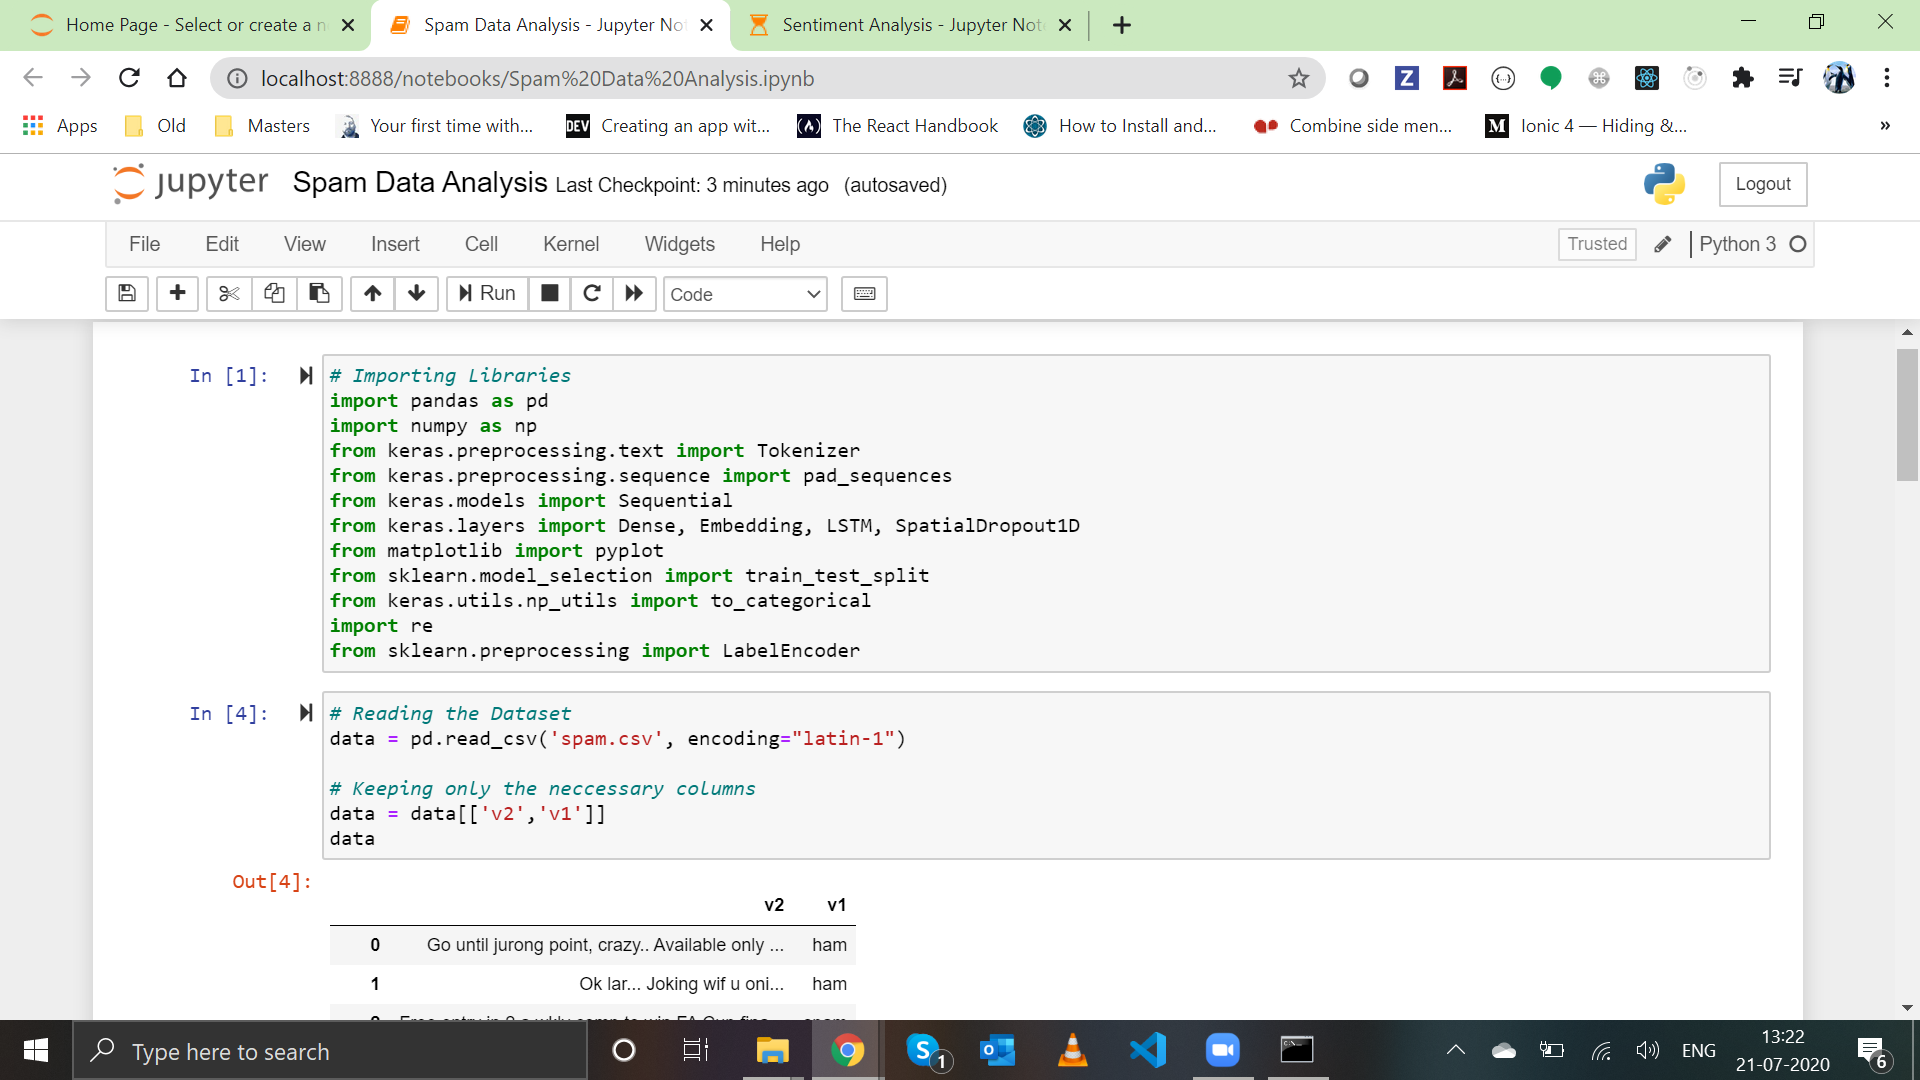 Home Page - Select or create a n
Spam Data Analysis - Jupyter Not
Sentiment Analysis - Jupyter Note
localhost:8888/notebooks/Spam%20Data%20Analysis.ipynb
Apps
Old
Masters
Your first time with...
DEV
Creating an app wit...
The React Handbook
How to Install and...
Combine side men...
Ionic 4 — Hiding &...
jupyter
Spam Data Analysis
Last Checkpoint: 3 minutes ago (autosaved)
Logout
File
Edit
View
Insert
Cell
Kernel
Widgets
Help
Trusted
Python 3
Run
Code
In [1]:
# Importing Libraries
import pandas as pd
import numpy as np
from keras.preprocessing.text import Tokenizer
from keras.preprocessing.sequence import pad_sequences
from keras.models import Sequential
from keras.layers import Dense, Embedding, LSTM, SpatialDropout1D
from matplotlib import pyplot
from sklearn.model_selection import train_test_split
from keras.utils.np_utils import to_categorical
import re
from sklearn.preprocessing import LabelEncoder
In [4]:
# Reading the Dataset
data = pd.read_csv('spam.csv', encoding="latin-1")
# Keeping only the neccessary columns
data = data[['v2','v1']]
data
Out[4]:
v2 v1
0 Go until jurong point, crazy.. Available only ... ham
1 Ok lar... Joking wif u oni... ham
Type here to search
1
ENG
13:22
21-07-2020
6